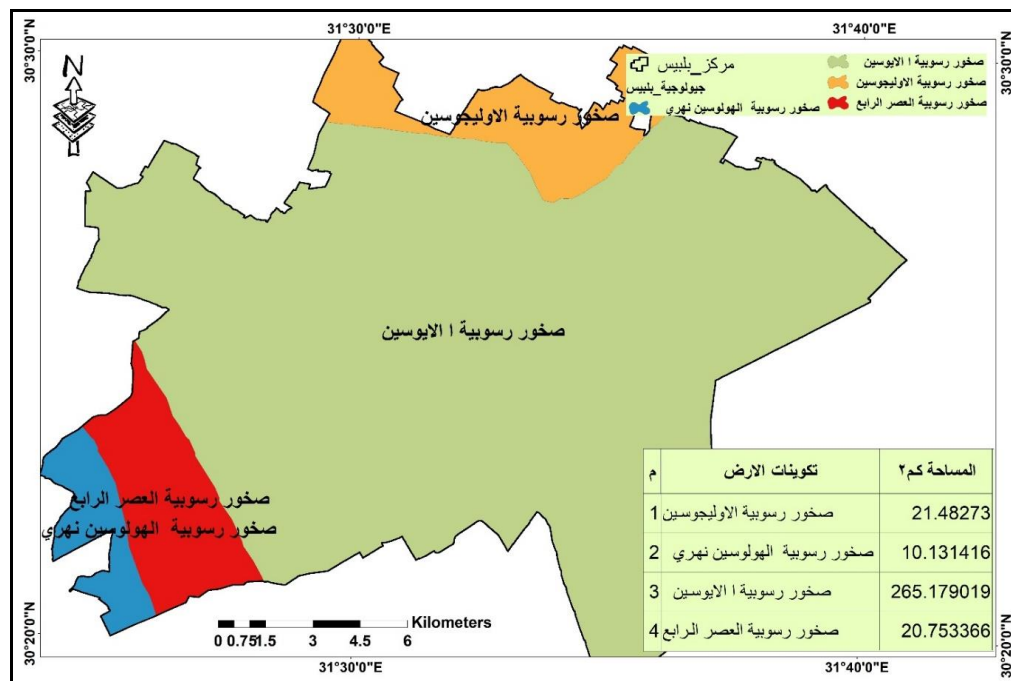 31°30'0"E
31°40'0"E
30°30'0"N
30°30'0"N
N
صخور رسوبية ا الايوسين
صخور رسوبية الاوليجوسين
صخور رسوبية العصر الرابع
مركز_بلبيس
جيولوجية_بلبيس
صخور رسوبية الهولوسين نهري
صخور رسوبية الاوليجوسين
صخور رسوبية ا الايوسين
صخور رسوبية العصر الرابع
صخور رسوبية الهولوسين نهري
م تكوينات الارض المساحة كم٢
1 صخور رسوبية الاوليجوسين 21.48273
2 صخور رسوبية الهولوسين نهري 10.131416
3 صخور رسوبية ا الايوسين 265.179019
4 صخور رسوبية العصر الرابع 20.753366
Kilometers
0 0.75 1.5 3 4.5 6
30°20'0"N
30°20'0"N
31°30'0"E
31°40'0"E